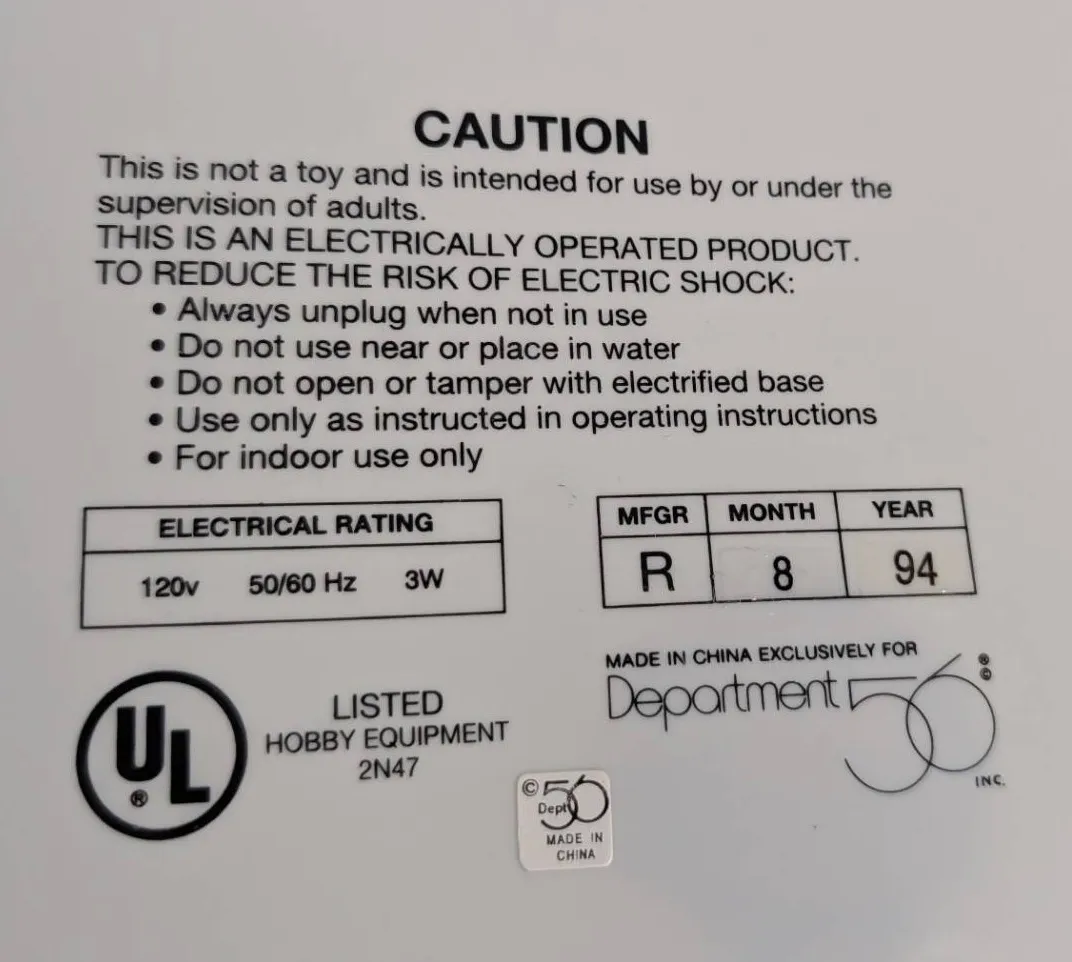 CAUTION
This is not a toy and is intended for use by or under the
supervision of adults.
THIS IS AN ELECTRICALLY OPERATED PRODUCT.
TO REDUCE THE RISK OF ELECTRIC SHOCK:
• Always unplug when not in use
• Do not use near or place in water
• Do not open or tamper with electrified base
• Use only as instructed in operating instructions
• For indoor use only
ELECTRICAL RATING
120v 50/60 Hz 3W
MFGR MONTH YEAR
R 8 94
UL ®
LISTED
HOBBY EQUIPMENT
2N47
MADE IN CHINA EXCLUSIVELY FOR
Department 56 ® ©
INC.
© 56
Dept
MADE IN
CHINA